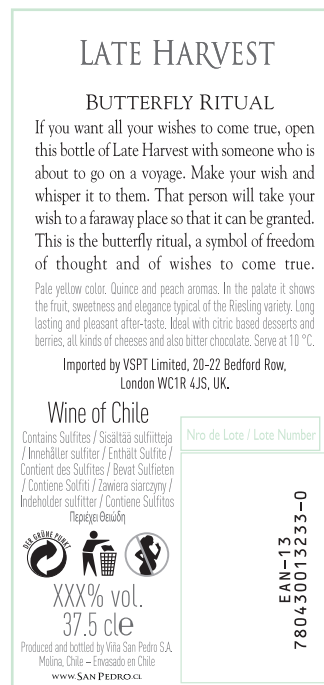 LATE HARVEST
BUTTERFLY RITUAL
If you want all your wishes to come true, open
this bottle of Late Harvest with someone who is
about to go on a voyage. Make your wish and
whisper it to them. That person will take your
wish to a faraway place so that it can be granted.
This is the butterfly ritual, a symbol of freedom
of thought and of wishes to come true.
Pale yellow color. Quince and peach aromas. In the palate it shows
the fruit, sweetness and elegance typical of the Riesling variety. Long
lasting and pleasant after-taste. Ideal with citric based desserts and
berries, all kinds of cheeses and also bitter chocolate. Serve at 10 °C.
Imported by VSPT Limited, 20-22 Bedford Row,
London WC1R 4JS, UK.
Wine of Chile
Contains Sulfites / Sisältää sulfiitteja
/ Innehåller sulfiter / Enthält Sulfite /
Contient des Sulfites / Bevat Sulfieten
/ Contiene Solfiti / Zawiera siarczyny /
Indeholder sulfitter / Contiene Sulfitos
Περιέχει Θειώδη
DER GRÜNE PUNKT
XXX% vol.
37.5 cle
Produced and bottled by Viña San Pedro S.A.
Molina, Chile – Envasado en Chile
www.SanPedro.cl
Nro de Lote / Lote Number
EAN-13
780430013233-0